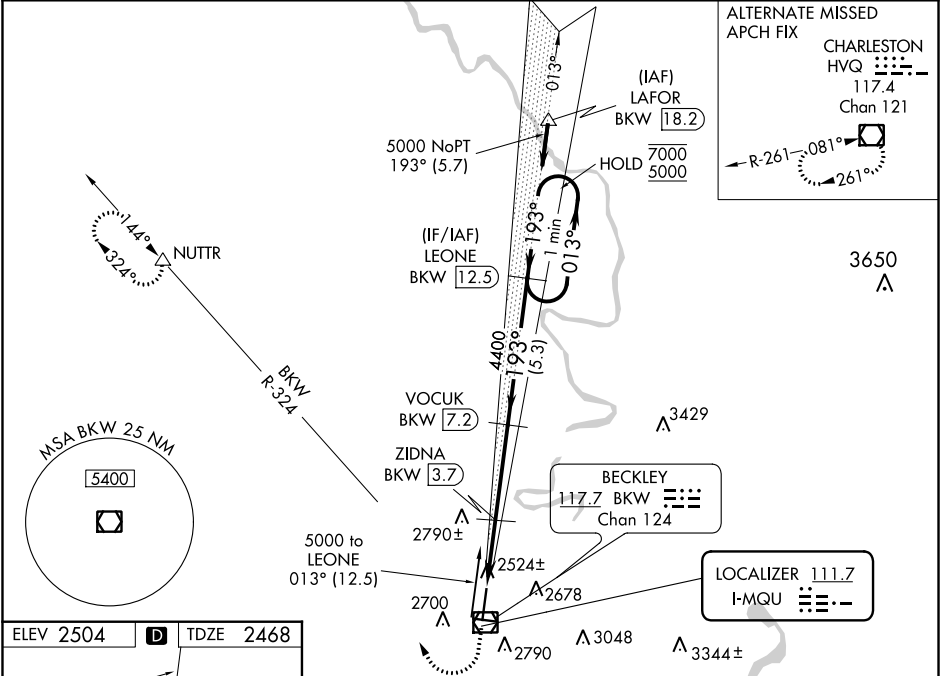 ALTERNATE MISSED
APCH FIX
CHARLESTON
HVQ
117.4
Chan 121
R-261
081°
261°
013°
(IAF)
LAFOR
BKW 18.2
5000 NoPT
193° (5.7)
HOLD 7000
5000
193°
1 min
013°
(IF/IAF)
LEONE
BKW 12.5
144°
324°
NUTTR
3650
4400
193°
(5.3)
BKW
R-324
VOCUK
BKW 7.2
3429
MSA BKW 25 NM
5400
ZIDNA
BKW 3.7
2790±
BECKLEY
117.7 BKW
Chan 124
5000 to
LEONE
013° (12.5)
2524±
2678
LOCALIZER 111.7
I-MQU
2700
2790
3048
3344±
ELEV 2504 D TDZE 2468